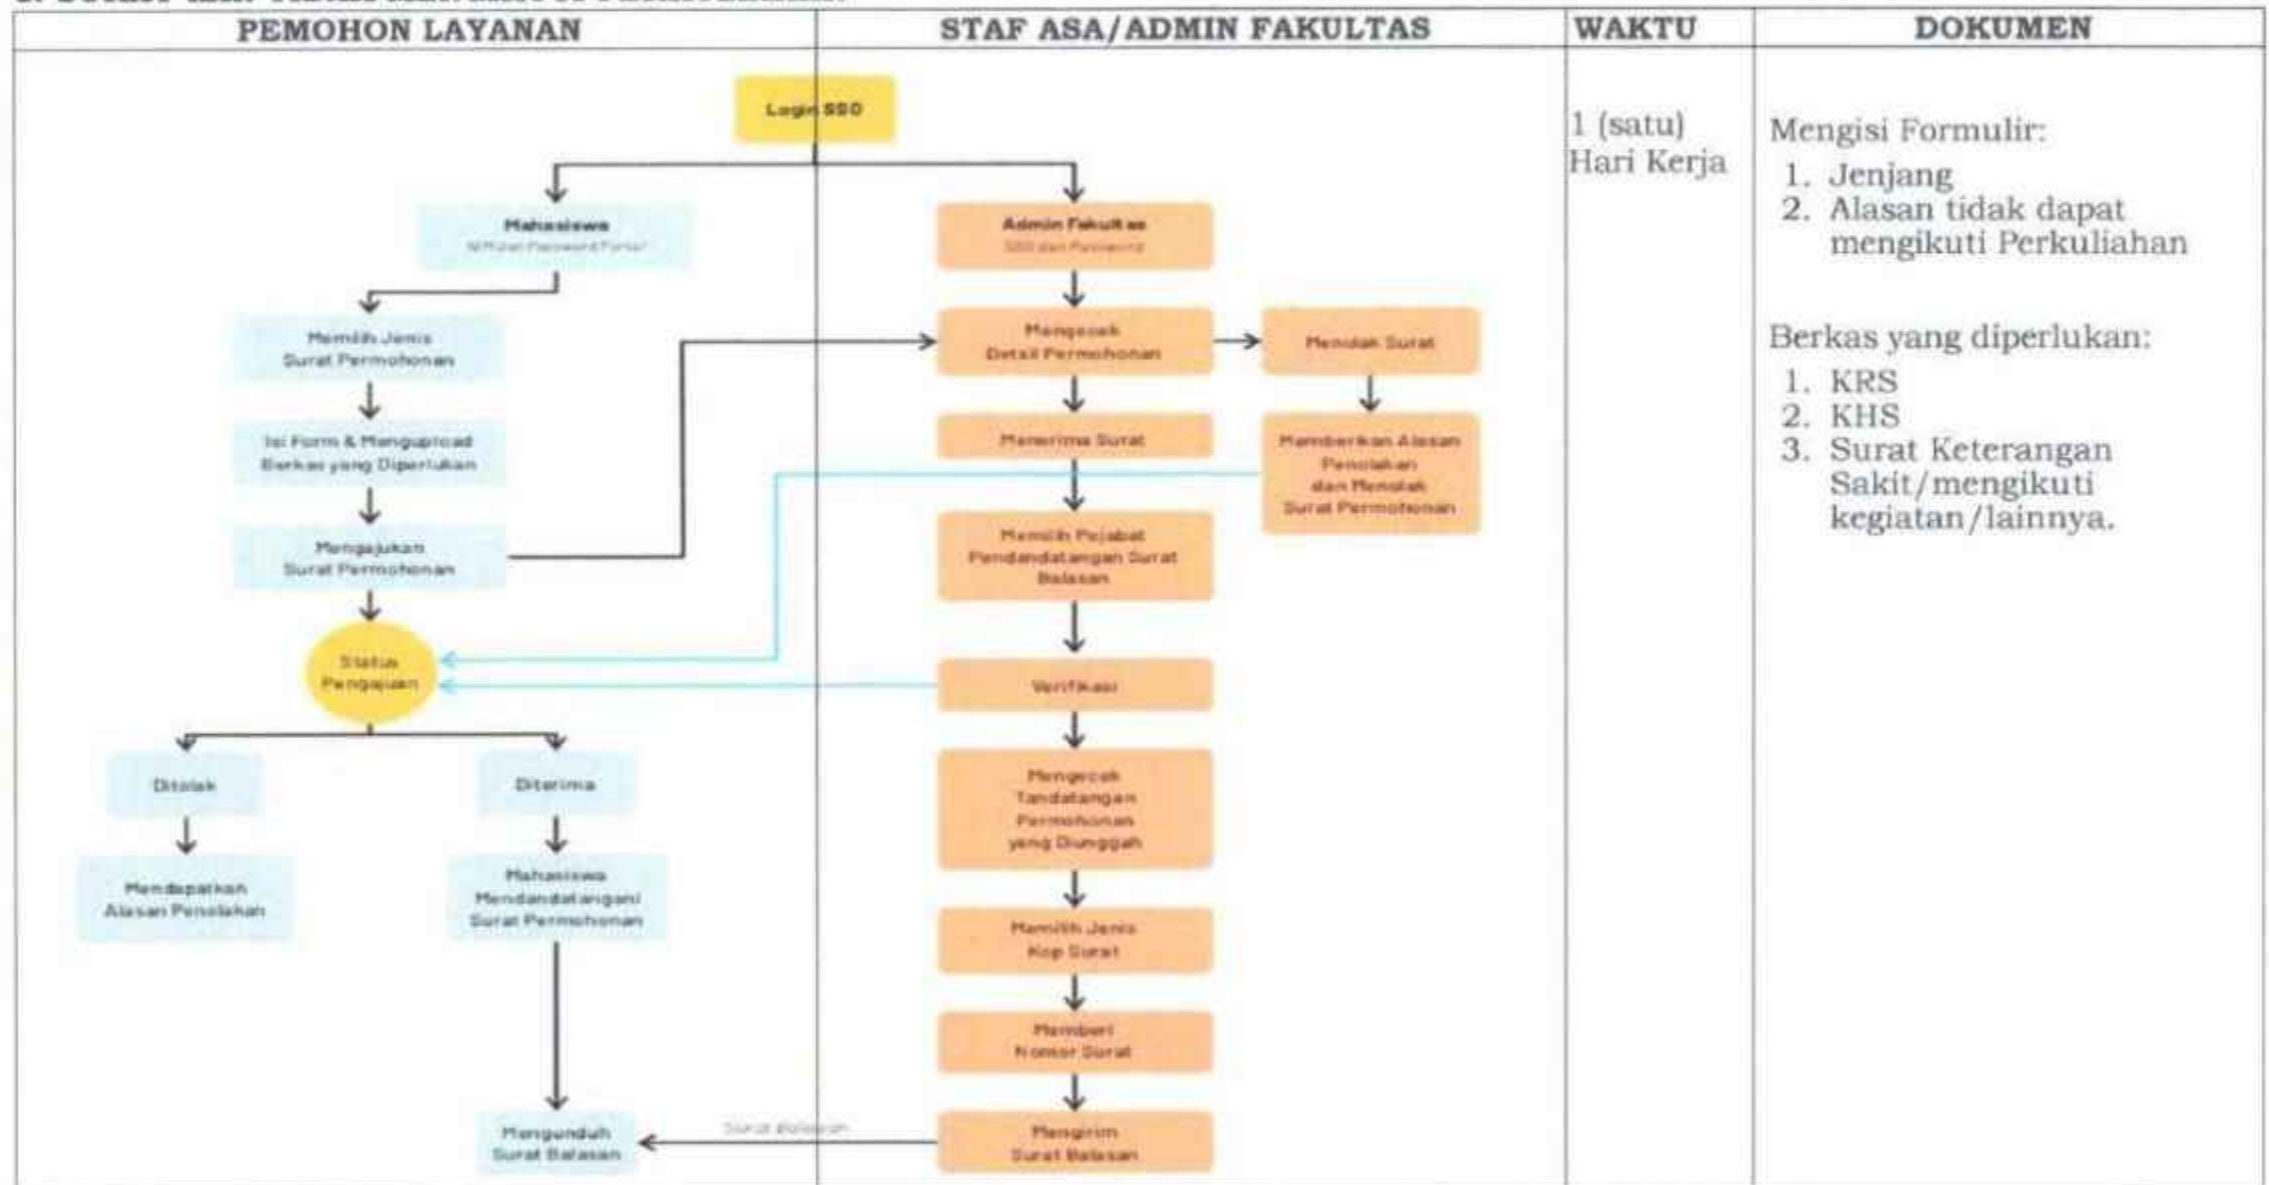 PEMOHON LAYANAN
STAF ASA/ADMIN FAKULTAS
WAKTU
DOKUMEN
Login SSO
Mahasiswa
Admin Fakultas
SSO dan Password
Memilih Jenis
Surat Permohonan
Isi Form & Mengupload
Berkas yang Diperlukan
Mengajukan
Surat Permohonan
Status
Pengajuan
Ditolak
Diterima
Mendapatkan
Alasan Penolakan
Mahasiswa
Mendandatangani
Surat Permohonan
Mengunduh
Surat Balasan
Surat Balasan
Mengecek
Detail Permohonan
Menolak Surat
Menerima Surat
Memberikan Alasan
Penolakan
dan Menolak
Surat Permohonan
Memilih Pejabat
Pendandatangan Surat
Balasan
Verifikasi
Mengecek
Tandatangan
Permohonan
yang Diunggah
Memilih Jenis
Kop Surat
Memberi
Nomor Surat
Mengirim
Surat Balasan
1 (satu)
Hari Kerja
Mengisi Formulir:
1. Jenjang
2. Alasan tidak dapat
mengikuti Perkuliahan
Berkas yang diperlukan:
1. KRS
2. KHS
3. Surat Keterangan
Sakit/mengikuti
kegiatan/lainnya.